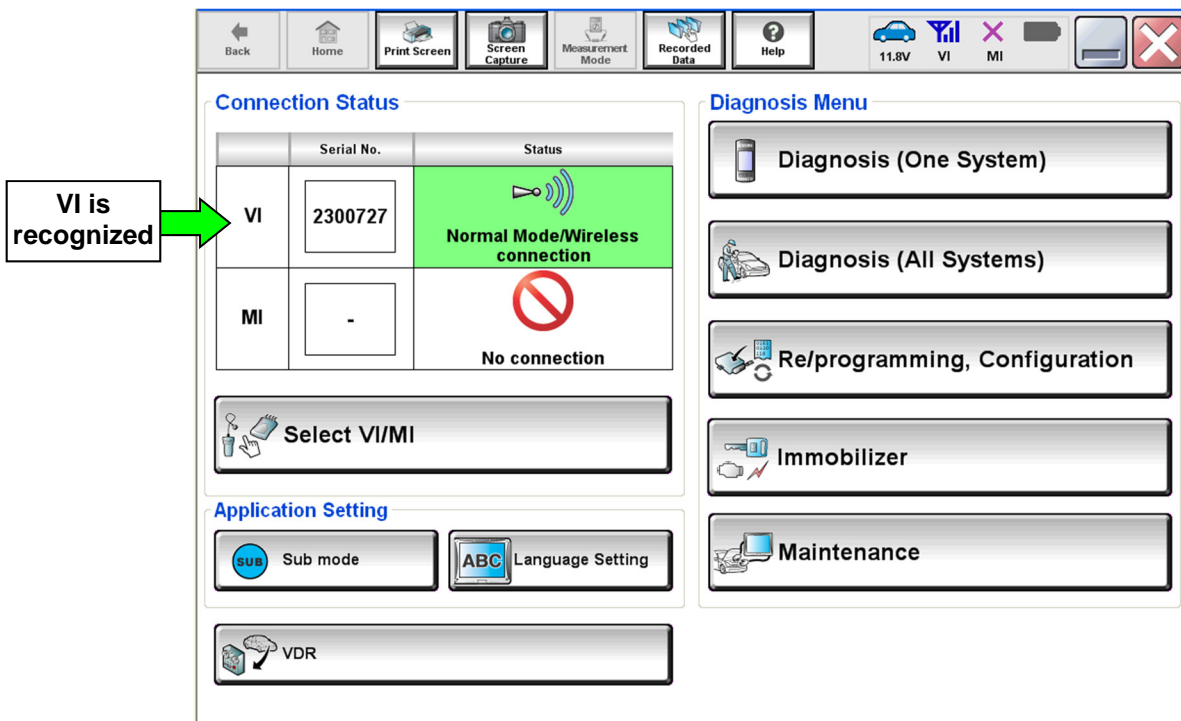 Back
Home
Print Screen
Screen
Capture
Measurement
Mode
Recorded
Data
?
Help
11.8V
VI
MI
Connection Status
Serial No.
Status
VI
2300727
Normal Mode/Wireless
connection
MI
-
No connection
Select VI/MI
Application Setting
SUB
Sub mode
ABC
Language Setting
VDR
Diagnosis Menu
Diagnosis (One System)
Diagnosis (All Systems)
Re/programming, Configuration
Immobilizer
Maintenance
VI is
recognized